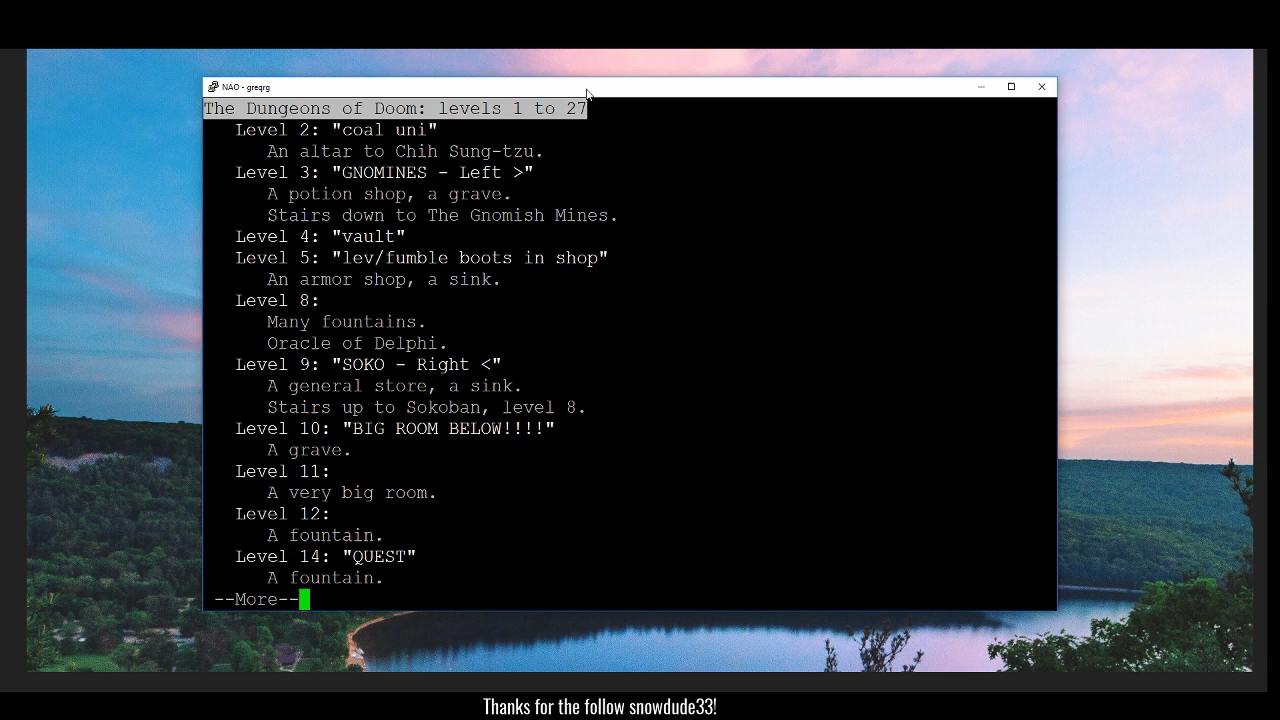 NAO - greqrg
The Dungeons of Doom: levels 1 to 27
Level 2: "coal uni"
An altar to Chih Sung-tzu.
Level 3: "GNOMINES - Left >"
A potion shop, a grave.
Stairs down to The Gnomish Mines.
Level 4: "vault"
Level 5: "lev/fumble boots in shop"
An armor shop, a sink.
Level 8:
Many fountains.
Oracle of Delphi.
Level 9: "SOKO - Right <"
A general store, a sink.
Stairs up to Sokoban, level 8.
Level 10: "BIG ROOM BELOW!!!!"
A grave.
Level 11:
A very big room.
Level 12:
A fountain.
Level 14: "QUEST"
A fountain.
--More--
Thanks for the follow snowdude33!